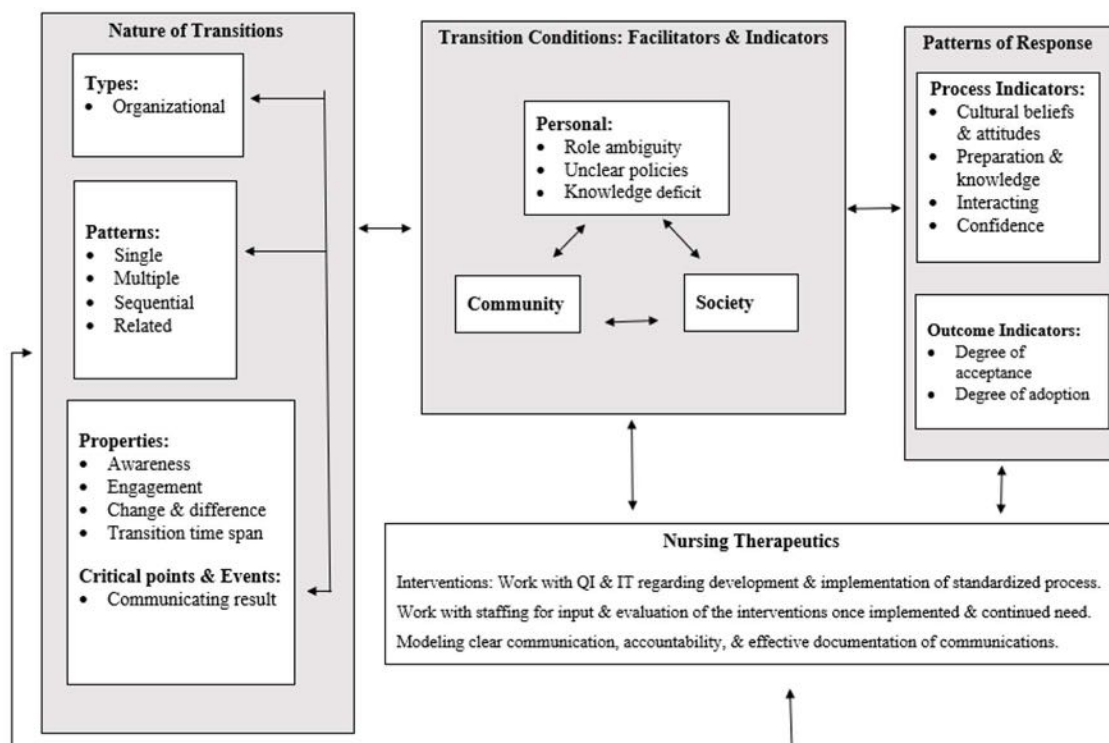 Nature of Transitions
Types:
• Organizational
Patterns:
• Single
• Multiple
• Sequential
• Related
Properties:
• Awareness
• Engagement
• Change & difference
• Transition time span
Critical points & Events:
• Communicating result
Transition Conditions: Facilitators & Indicators
Personal:
• Role ambiguity
• Unclear policies
• Knowledge deficit
Community
Society
Patterns of Response
Process Indicators:
• Cultural beliefs
& attitudes
• Preparation &
knowledge
• Interacting
• Confidence
Outcome Indicators:
• Degree of
acceptance
• Degree of adoption
Nursing Therapeutics
Interventions: Work with QI & IT regarding development & implementation of standardized process.
Work with staffing for input & evaluation of the interventions once implemented & continued need.
Modeling clear communication, accountability, & effective documentation of communications.